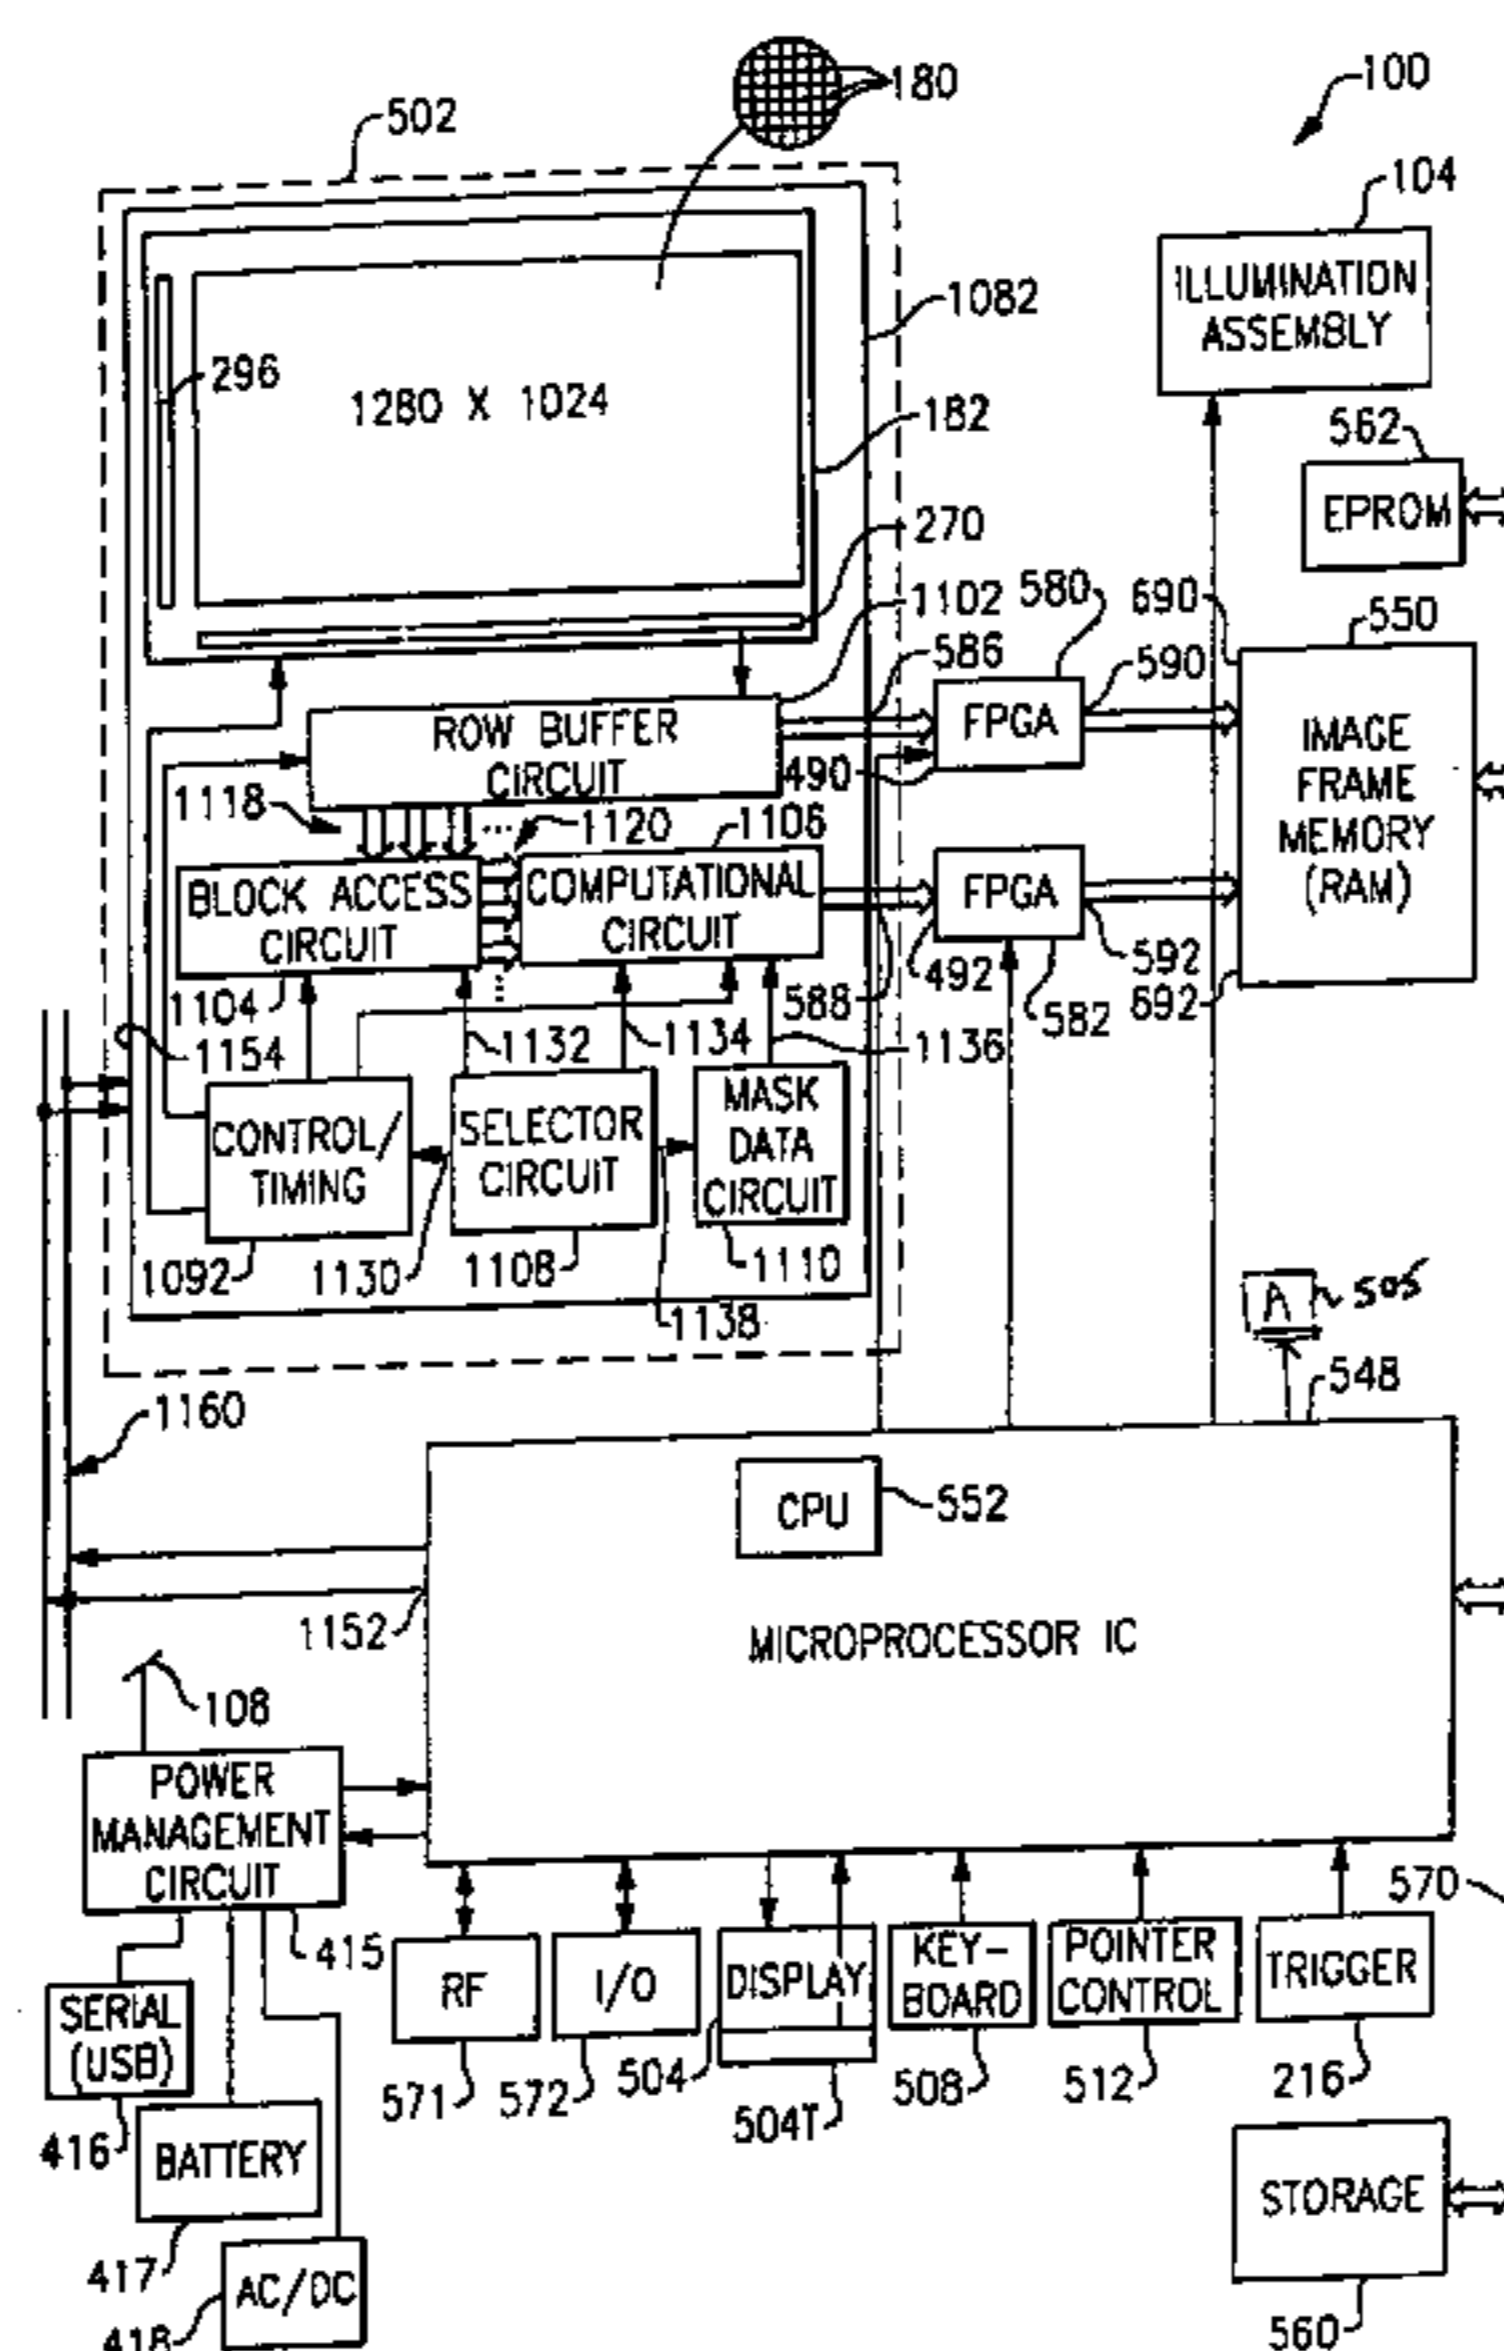 180
100
502
104
ILLUMINATION
ASSEMBLY
1082
296
1280 X 1024
182
562
EPROM
270
1102
580
690
550
586
590
ROW BUFFER
CIRCUIT
FPGA
IMAGE
FRAME
MEMORY
(RAM)
490
1118
...
1120
1106
BLOCK ACCESS
CIRCUIT
COMPUTATIONAL
CIRCUIT
FPGA
492
592
1104
588
582
692
1154
1132
1134
1136
CONTROL/
TIMING
SELECTOR
CIRCUIT
MASK
DATA
CIRCUIT
1092
1130
1108
1110
1138
A
505
548
1160
CPU
552
1152
MICROPROCESSOR IC
108
POWER
MANAGEMENT
CIRCUIT
415
570
SERIAL
(USB)
RF
I/O
DISPLAY
KEY-
BOARD
POINTER
CONTROL
TRIGGER
416
571
572
504
504T
508
512
216
BATTERY
STORAGE
417
AC/DC
418
560